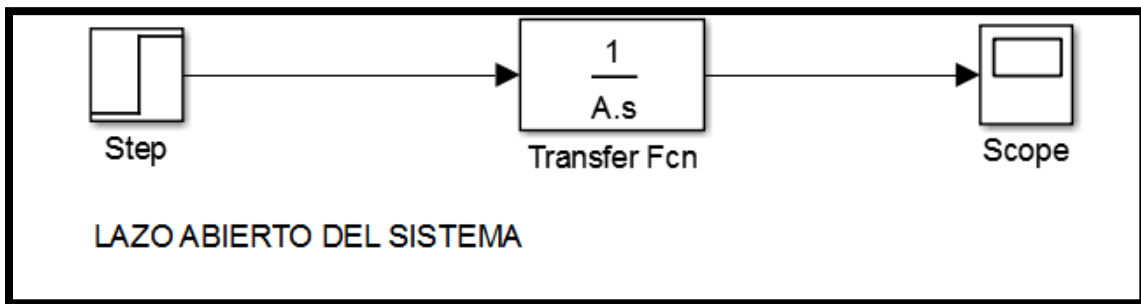 1
A.s
Step
Transfer Fcn
Scope
LAZO ABIERTO DEL SISTEMA